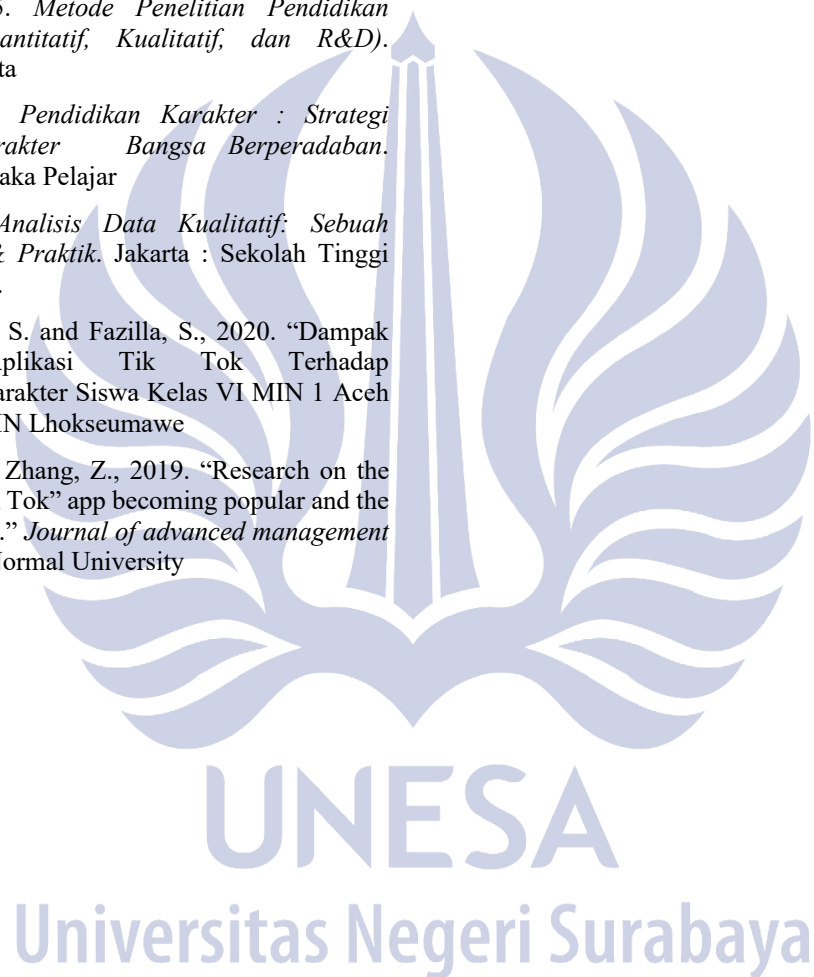 5. Metode Penelitian Pendidikan
antitatif, Kualitatif, dan R&D).
ta
Pendidikan Karakter : Strategi
rakter Bangsa Berperadaban.
aka Pelajar
Analisis Data Kualitatif: Sebuah
& Praktik. Jakarta : Sekolah Tinggi
.
S. and Fazilla, S., 2020. “Dampak
plikasi Tik Tok Terhadap
arakter Siswa Kelas VI MIN 1 Aceh
IN Lhokseumawe
Zhang, Z., 2019. “Research on the
Tok” app becoming popular and the
.” Journal of advanced management
Normal University
UNESA
Universitas Negeri Surabaya